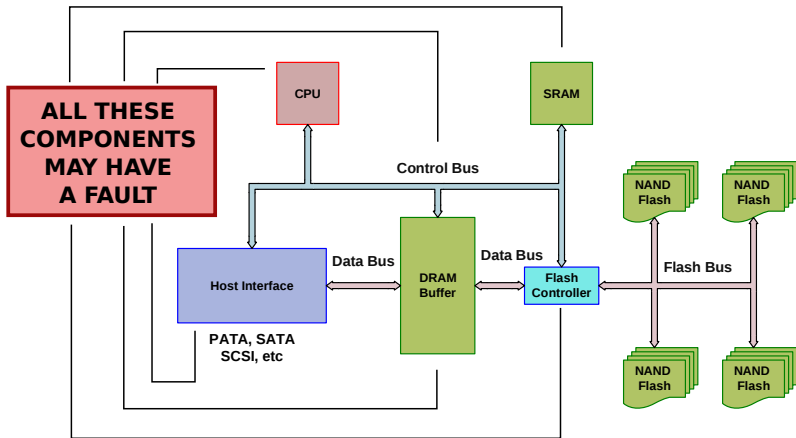 ALL THESE
COMPONENTS
MAY HAVE
A FAULT
CPU
SRAM
Control Bus
NAND
Flash
NAND
Flash
Host Interface
Data Bus
DRAM
Buffer
Data Bus
Flash
Controller
Flash Bus
PATA, SATA
SCSI, etc
NAND
Flash
NAND
Flash